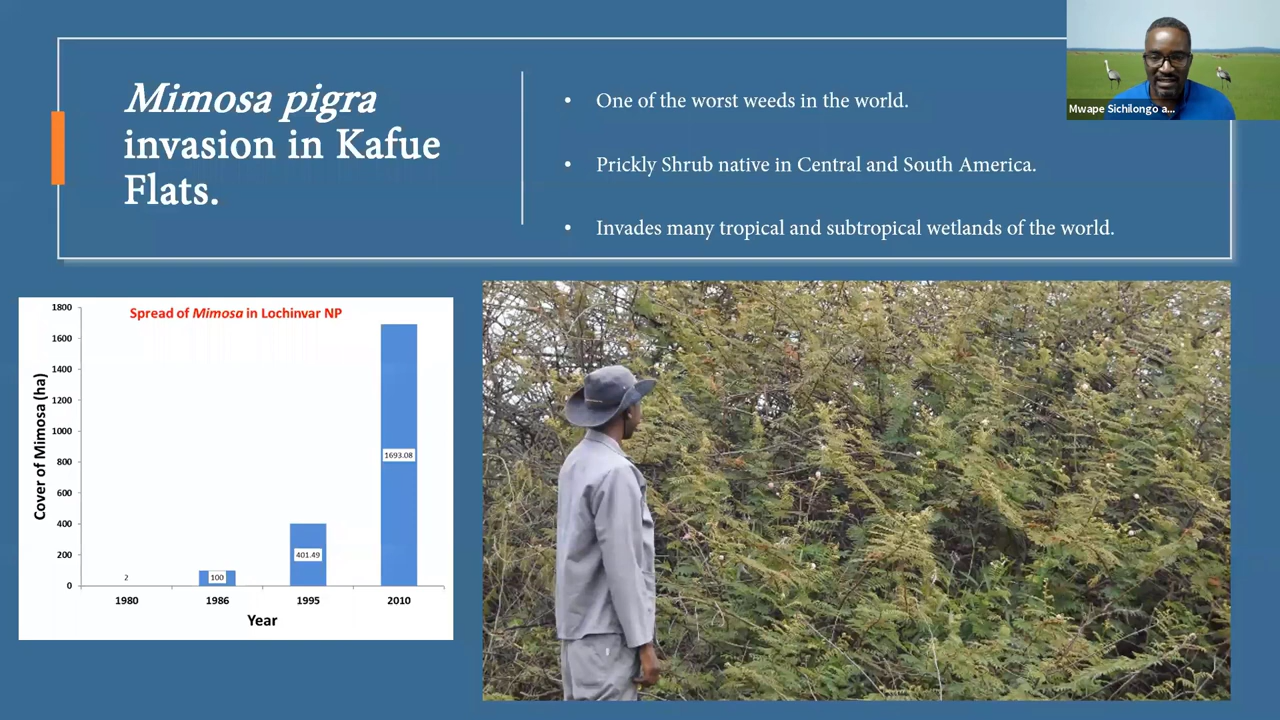 Mimosa pigra
invasion in Kafue
Flats.
• One of the worst weeds in the world.
• Prickly Shrub native in Central and South America.
• Invades many tropical and subtropical wetlands of the world.
Mwape Sichilongo a...
Spread of Mimosa in Lochinvar NP
Cover of Mimosa (ha)
1800
1600
1400
1200
1000
800
600
400
200
0
2
100
401.49
1693.08
1980 1986 1995 2010
Year